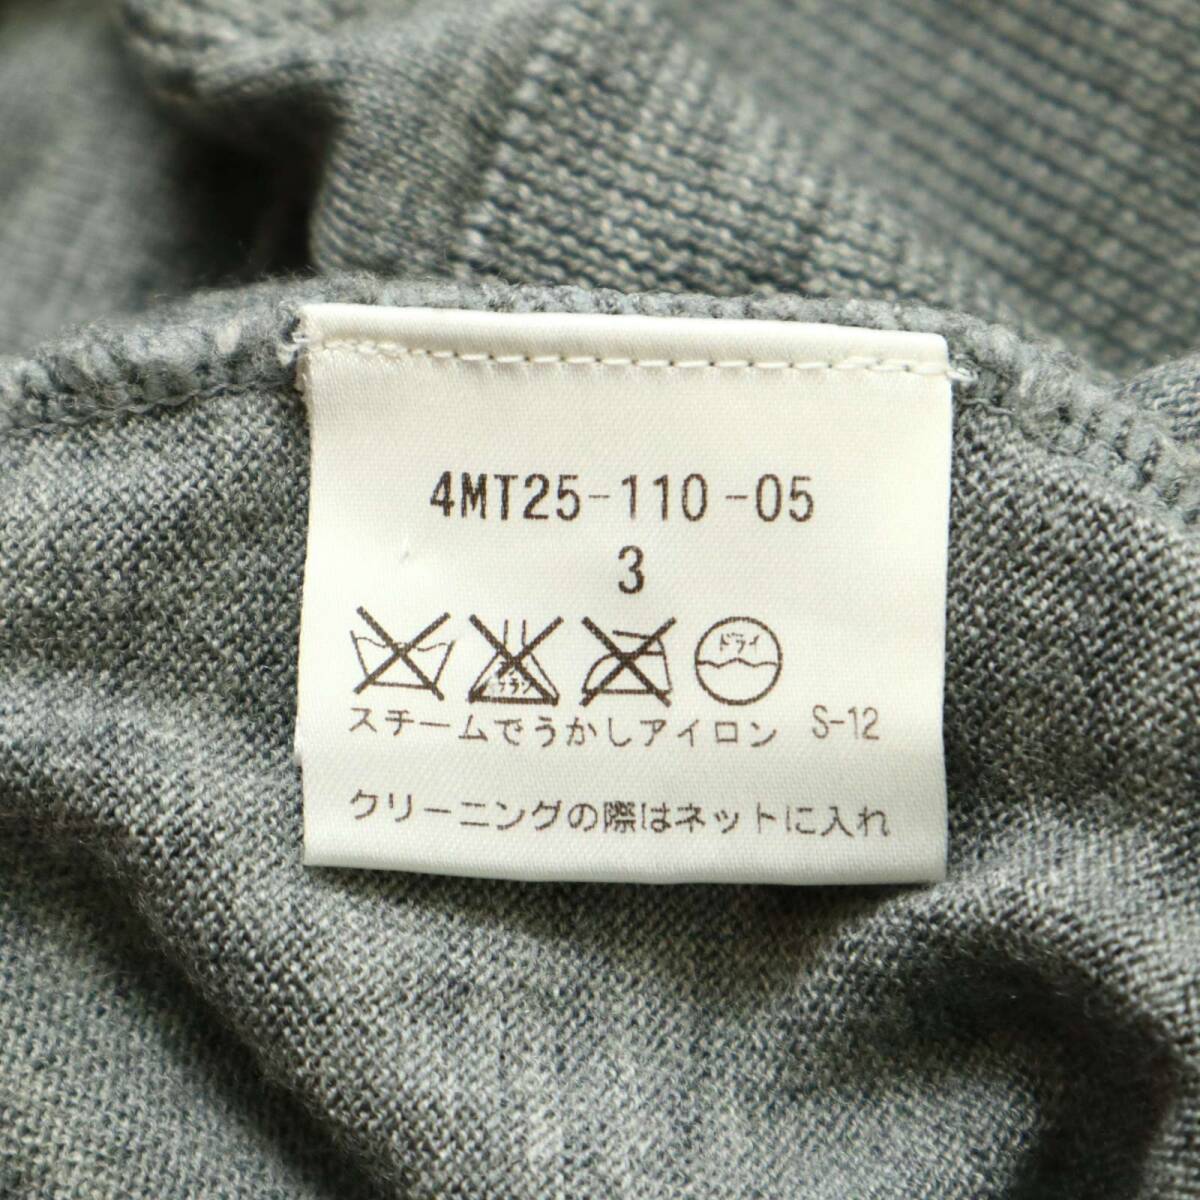 4MT25-110-05
3
ドライ
スチームでうかしアイロン S-12
クリーニングの際はネットに入れ